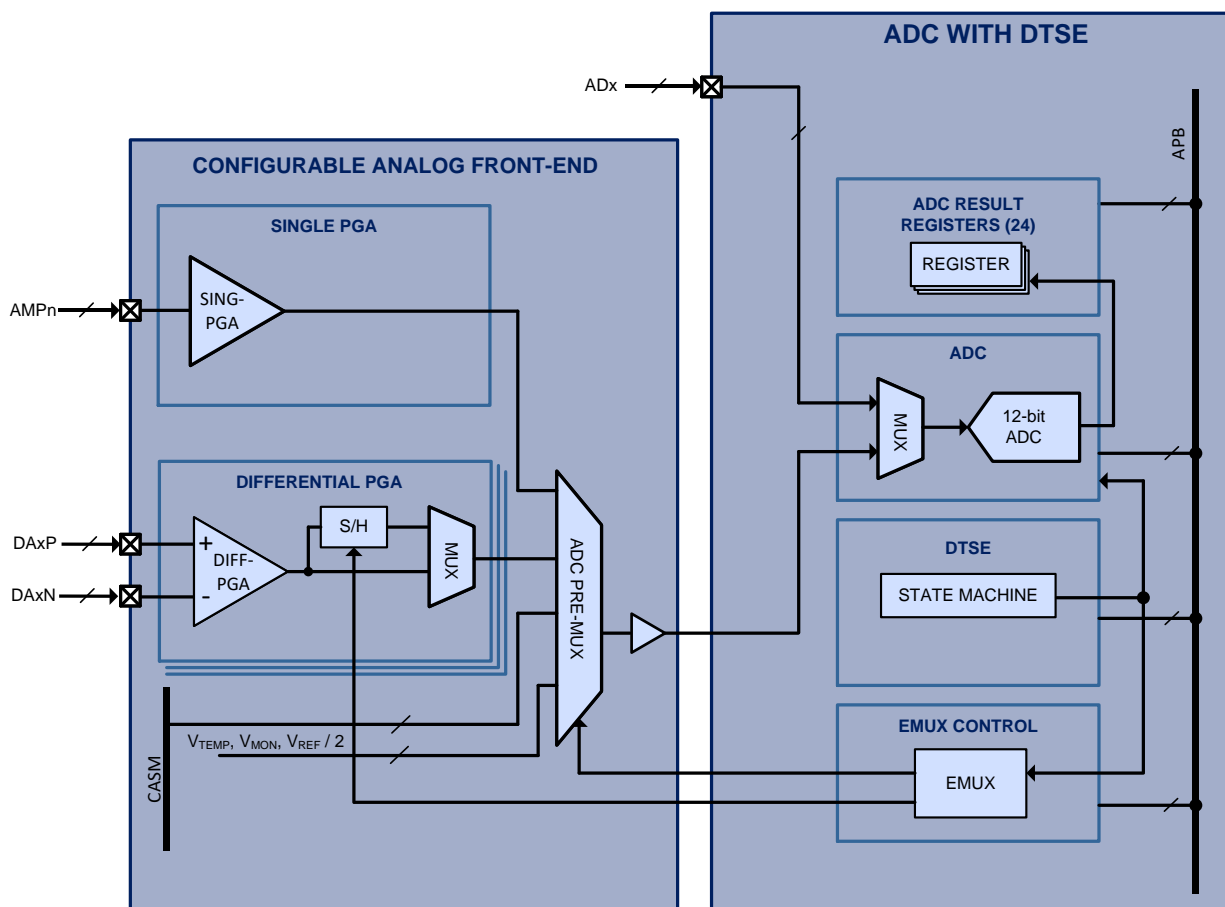 ADC WITH DTSE
ADx
APB
CONFIGURABLE ANALOG FRONT-END
SINGLE PGA
AMPn
SING-
PGA
ADC RESULT
REGISTERS (24)
REGISTER
ADC
MUX
12-bit
ADC
DIFFERENTIAL PGA
DAxP
DAxN
+
-
DIFF-
PGA
S/H
MUX
ADC PRE-MUX
DTSE
STATE MACHINE
CASM
VTEMP, VMON, VREF / 2
EMUX CONTROL
EMUX